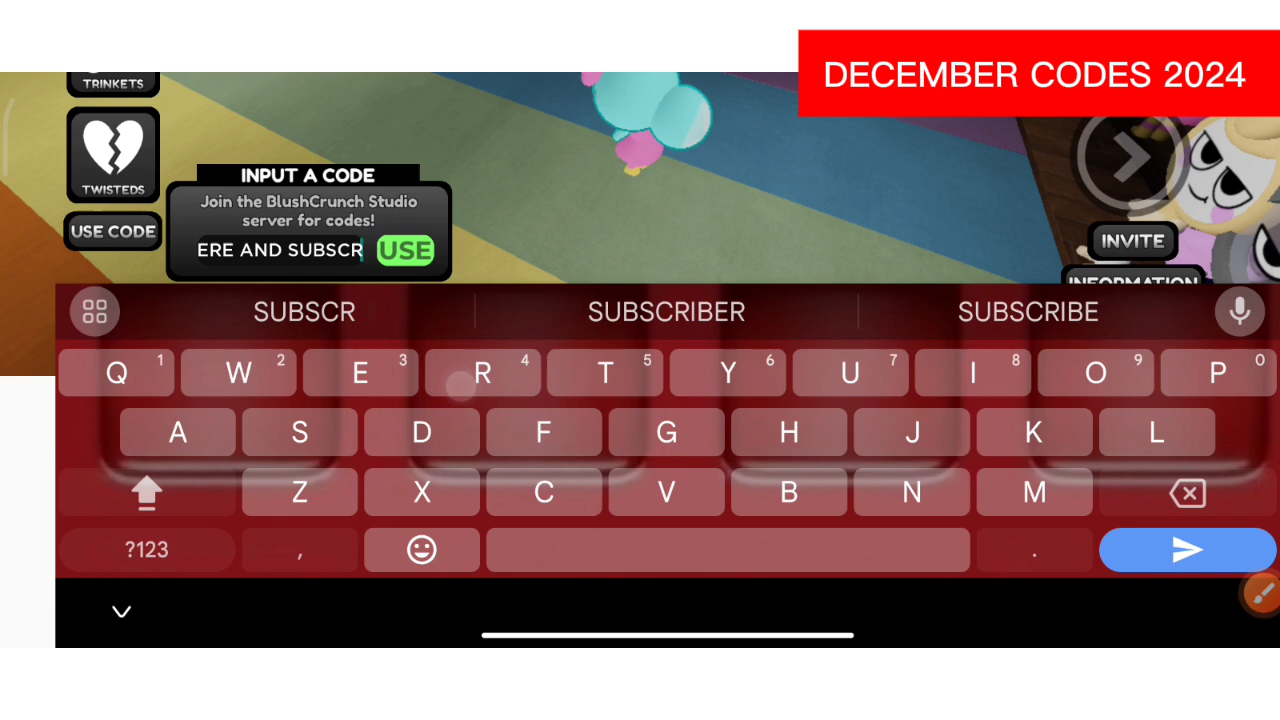 DECEMBER CODES 2024
TRINKETS
TWISTEDS
USE CODE
INPUT A CODE
Join the BlushCrunch Studio
server for codes!
ERE AND SUBSCR
USE
INVITE
INFORMATION
SUBSCR SUBSCRIBER SUBSCRIBE
Q 1 W 2 E 3 R 4 T 5 Y 6 U 7 I 8 O 9 P 0
A S D F G H J K L
Z X C V B N M
?123 , .